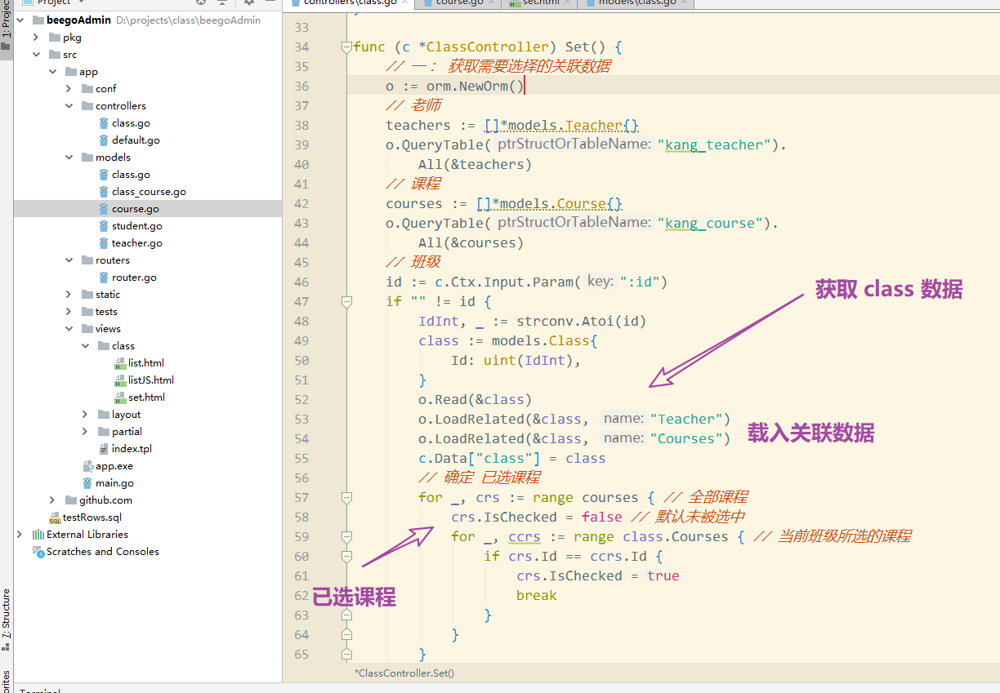 Project
controllers\class.go
course.go
set.html
models\class.go
1: Project
beegoAdmin D:\projects\class\beegoAdmin
pkg
src
app
conf
controllers
class.go
default.go
models
class.go
class_course.go
course.go
student.go
teacher.go
routers
router.go
static
tests
views
class
list.html
listJS.html
set.html
layout
partial
index.tpl
app.exe
main.go
github.com
testRows.sql
External Libraries
Scratches and Consoles
7: Structure
33
34 func (c *ClassController) Set() {
35 // 一： 获取需要选择的关联数据
36 o := orm.NewOrm()
37 // 老师
38 teachers := []*models.Teacher{}
39 o.QueryTable( ptrStructOrTableName: "kang_teacher").
40 All(&teachers)
41 // 课程
42 courses := []*models.Course{}
43 o.QueryTable( ptrStructOrTableName: "kang_course").
44 All(&courses)
45 // 班级
46 id := c.Ctx.Input.Param( key: ":id")
47 if "" != id {
48 IdInt, _ := strconv.Atoi(id)
49 class := models.Class{
50 Id: uint(IdInt),
51 }
52 o.Read(&class)
53 o.LoadRelated(&class, name: "Teacher")
54 o.LoadRelated(&class, name: "Courses")
55 c.Data["class"] = class
56 // 确定 已选课程
57 for _, crs := range courses { // 全部课程
58 crs.IsChecked = false // 默认未被选中
59 for _, ccrs := range class.Courses { // 当前班级所选的课程
60 if crs.Id == ccrs.Id {
61 crs.IsChecked = true
62 break
63 }
64 }
65 }
获取 class 数据
载入关联数据
已选课程
*ClassController.Set()
Terminal